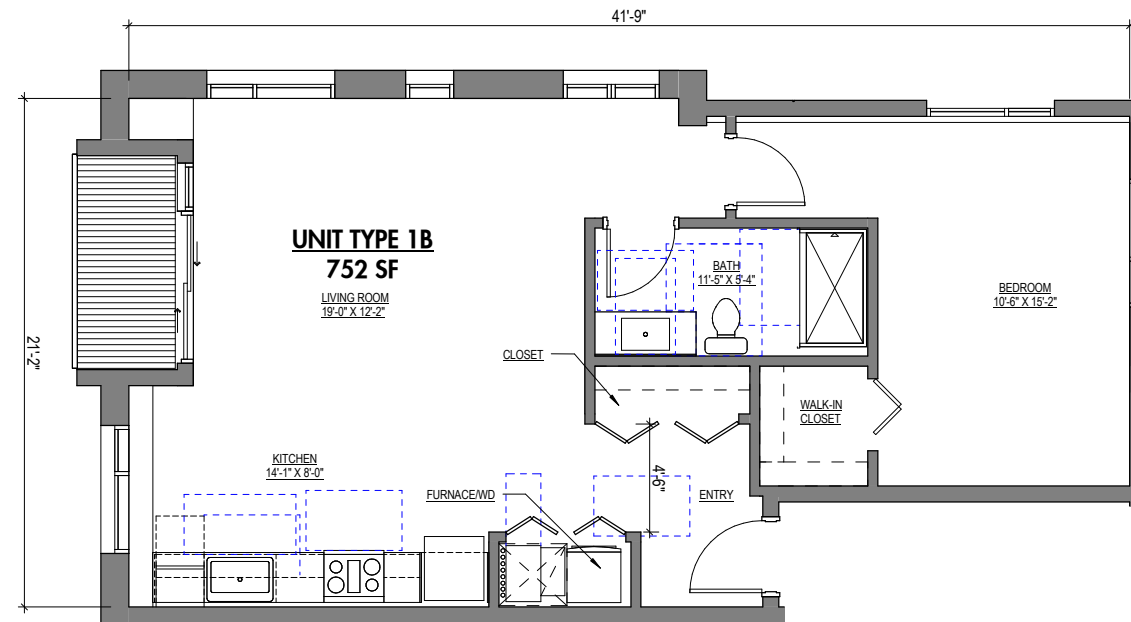 41'-9"
UNIT TYPE 1B
752 SF
LIVING ROOM
19'-0" X 12'-2"
BATH
11'-5" X 5'-4"
BEDROOM
10'-6" X 15'-2"
21'-2"
CLOSET
WALK-IN
CLOSET
KITCHEN
14'-1" X 8'-0"
4'-6"
FURNACE/WD
ENTRY